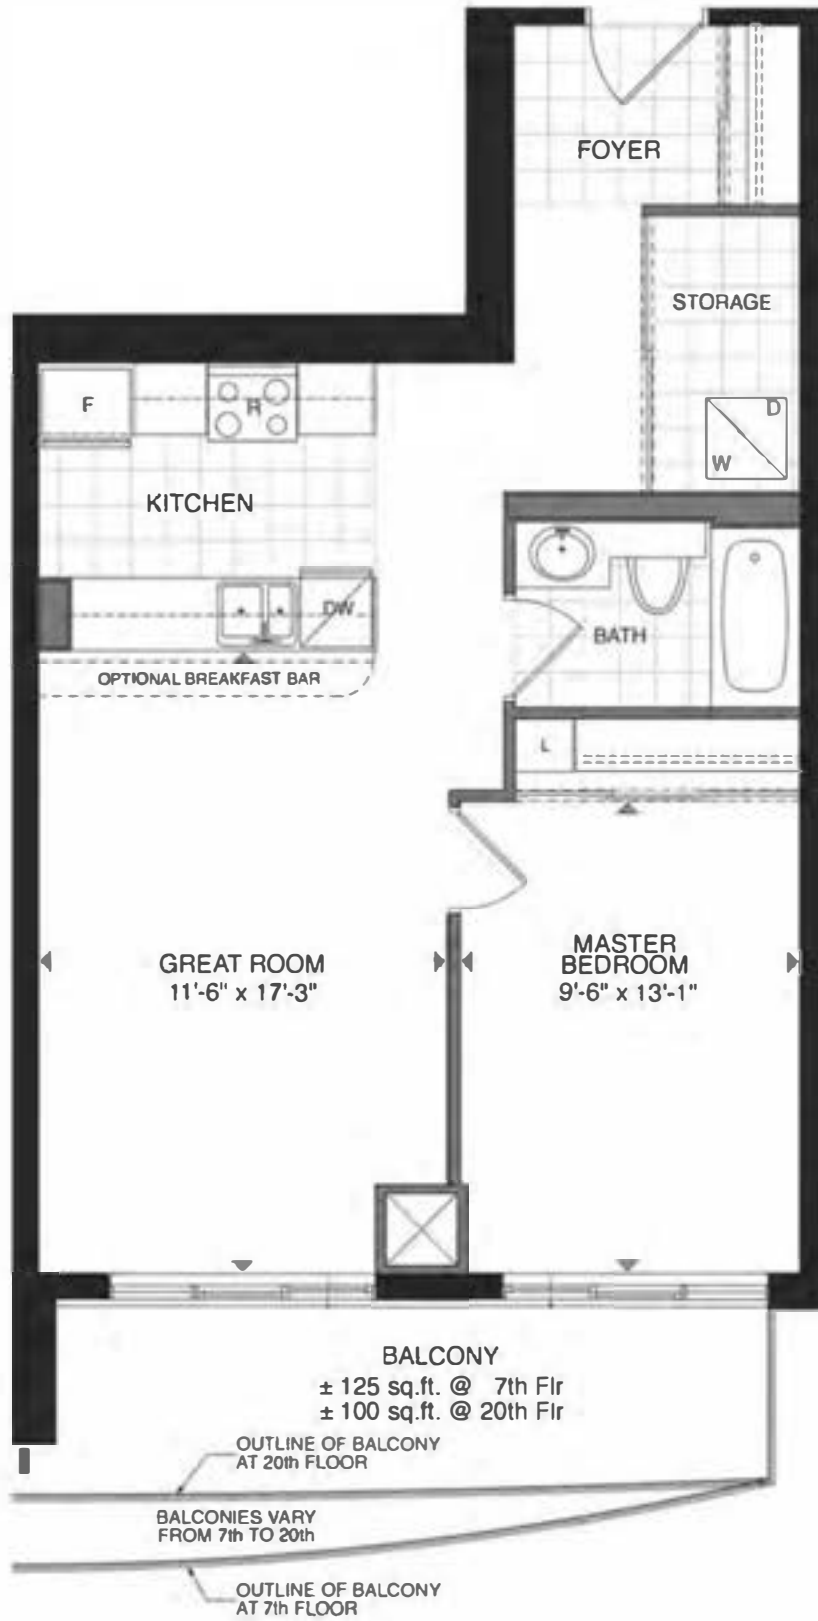 FOYER
STORAGE
D
W
F
R
KITCHEN
DW
BATH
OPTIONAL BREAKFAST BAR
L
GREAT ROOM
11'-6" x 17'-3"
MASTER
BEDROOM
9'-6" x 13'-1"
BALCONY
± 125 sq.ft. @ 7th Flr
± 100 sq.ft. @ 20th Flr
OUTLINE OF BALCONY
AT 20th FLOOR
BALCONIES VARY
FROM 7th TO 20th
OUTLINE OF BALCONY
AT 7th FLOOR